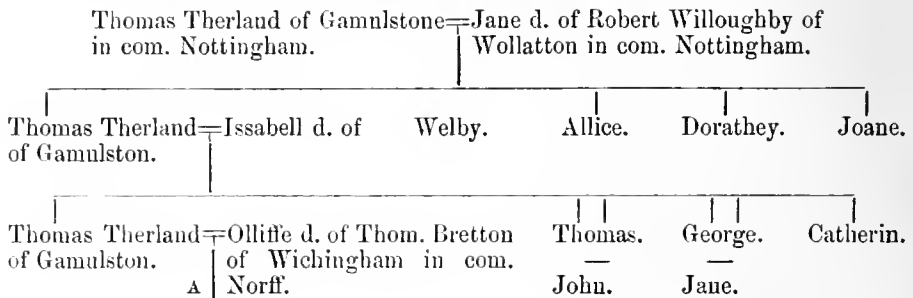 Thomas Therland of Gamulstone=Jane d. of Robert Willoughby of
in com. Nottingham. Wollatton in com. Nottingham.
Thomas Therland=Issabell d. of Welby. Allice. Dorathey. Joane.
of Gamulston.
Thomas Therland=Olliffe d. of Thom. Bretton Thomas. George. Catherin.
of Gamulston. of Wichingham in com. — —
A Norff. John. Jane.